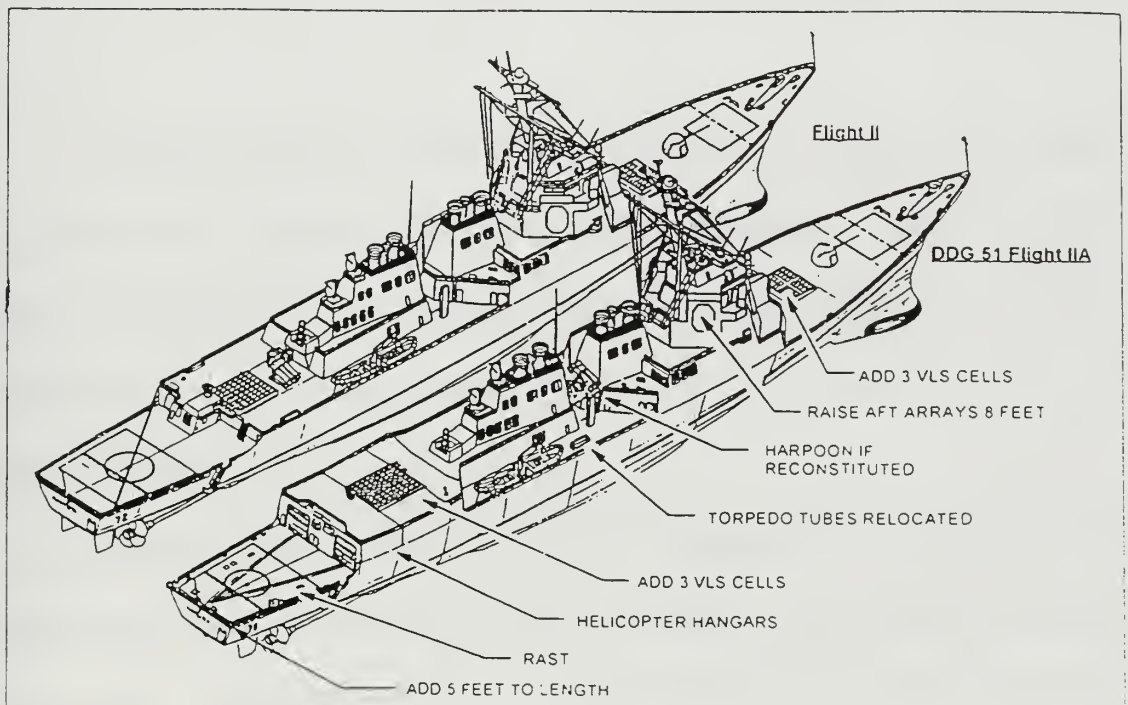 Flight II
DDG 51 Flight IIA
ADD 3 VLS CELLS
RAISE AFT ARRAYS 8 FEET
HARPOON IF
RECONSTITUTED
TORPEDO TUBES RELOCATED
ADD 3 VLS CELLS
HELICOPTER HANGARS
RAST
ADD 5 FEET TO LENGTH
72